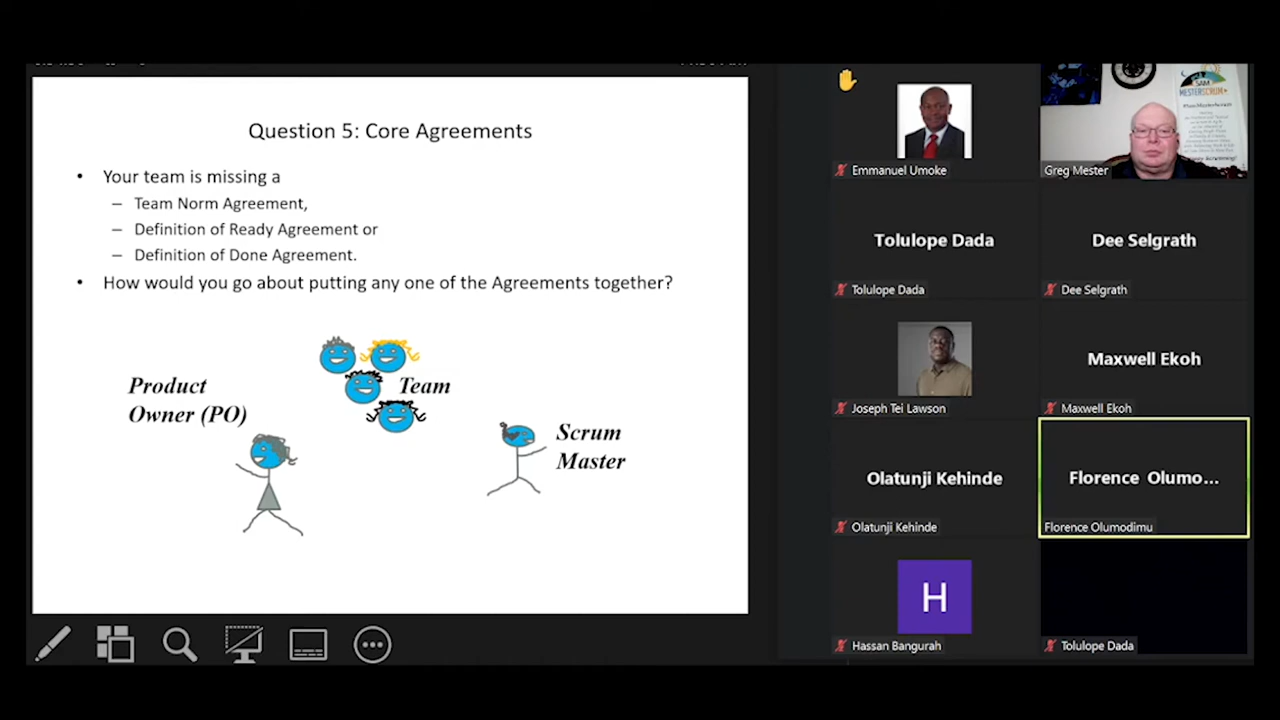 Question 5: Core Agreements
• Your team is missing a
– Team Norm Agreement,
– Definition of Ready Agreement or
– Definition of Done Agreement.
• How would you go about putting any one of the Agreements together?
Product
Owner (PO)
Team
Scrum
Master
Emmanuel Umoke
SAM
MESTERSCRUM
Greg Mester
Tolulope Dada
Tolulope Dada
Dee Selgrath
Dee Selgrath
Joseph Tei Lawson
Maxwell Ekoh
Maxwell Ekoh
Olatunji Kehinde
Olatunji Kehinde
Florence Olumo...
Florence Olumodimu
H
Hassan Bangurah
Tolulope Dada